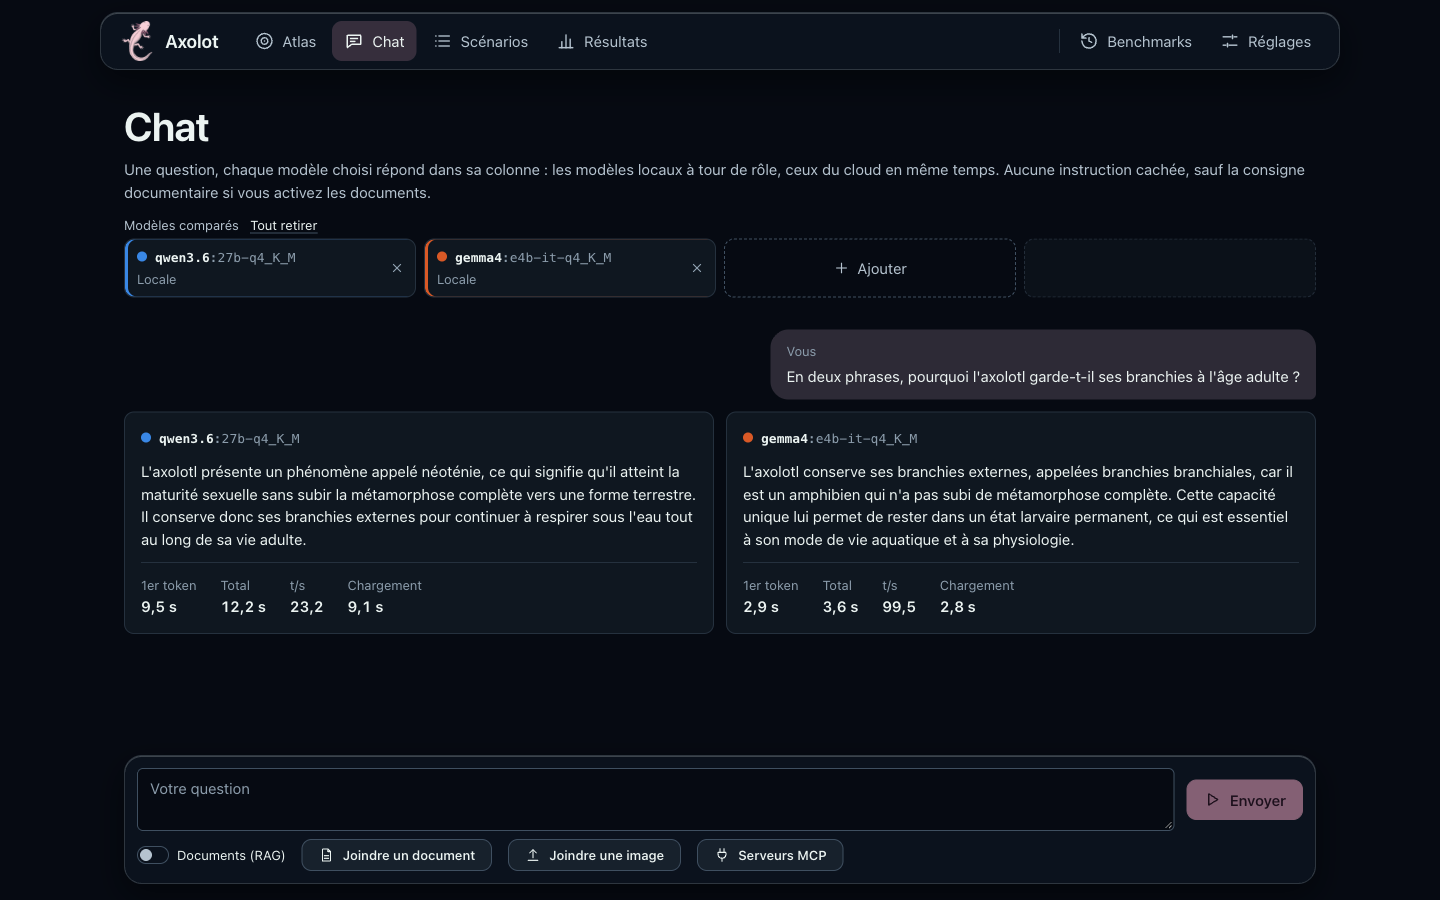 Axolot
Atlas
Chat
Scénarios
Résultats
Benchmarks
Réglages
Chat
Une question, chaque modèle choisi répond dans sa colonne : les modèles locaux à tour de rôle, ceux du cloud en même temps. Aucune instruction cachée, sauf la consigne
documentaire si vous activez les documents.
Modèles comparés Tout retirer
qwen3.6:27b-q4_K_M
Locale
gemma4:e4b-it-q4_K_M
Locale
Ajouter
Vous
En deux phrases, pourquoi l'axolotl garde-t-il ses branchies à l'âge adulte ?
qwen3.6:27b-q4_K_M
L'axolotl présente un phénomène appelé néoténie, ce qui signifie qu'il atteint la
maturité sexuelle sans subir la métamorphose complète vers une forme terrestre.
Il conserve donc ses branchies externes pour continuer à respirer sous l'eau tout
au long de sa vie adulte.
1er token Total t/s Chargement
9,5 s 12,2 s 23,2 9,1 s
gemma4:e4b-it-q4_K_M
L'axolotl conserve ses branchies externes, appelées branchies branchiales, car il
est un amphibien qui n'a pas subi de métamorphose complète. Cette capacité
unique lui permet de rester dans un état larvaire permanent, ce qui est essentiel
à son mode de vie aquatique et à sa physiologie.
1er token Total t/s Chargement
2,9 s 3,6 s 99,5 2,8 s
Votre question
Envoyer
Documents (RAG)
Joindre un document
Joindre une image
Serveurs MCP